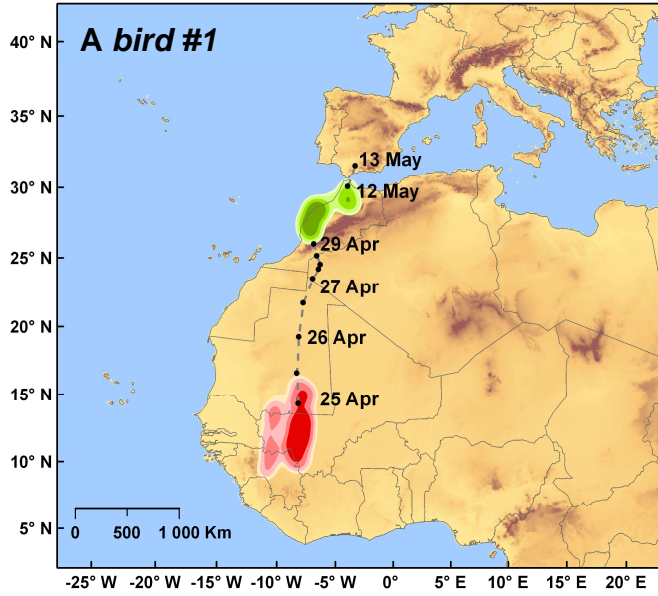 A bird #1
40° N
35° N
30° N
25° N
20° N
15° N
10° N
5° N
13 May
12 May
29 Apr
27 Apr
26 Apr
25 Apr
0 500 1 000 Km
-25° W -20° W -15° W -10° W -5° W 0° 5° E 10° E 15° E 20° E